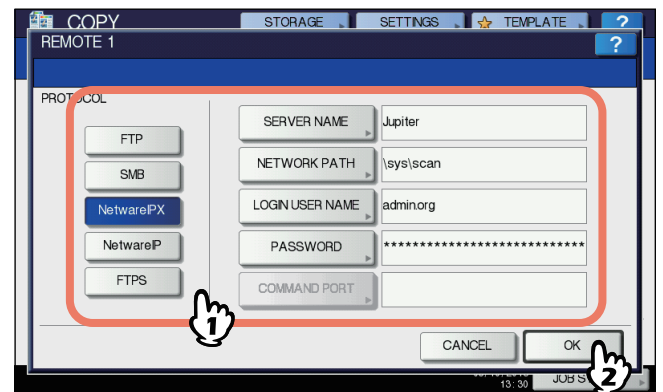 COPY STORAGE SETTINGS TEMPLATE ?
REMOTE 1 ?
PROTOCOL
FTP
SMB
NetwareIPX
NetwareIP
FTPS
SERVER NAME Jupiter
NETWORK PATH \sys\scan
LOGIN USER NAME admin.org
PASSWORD ****************************
COMMAND PORT
1
CANCEL OK
2
13:30 JOB S